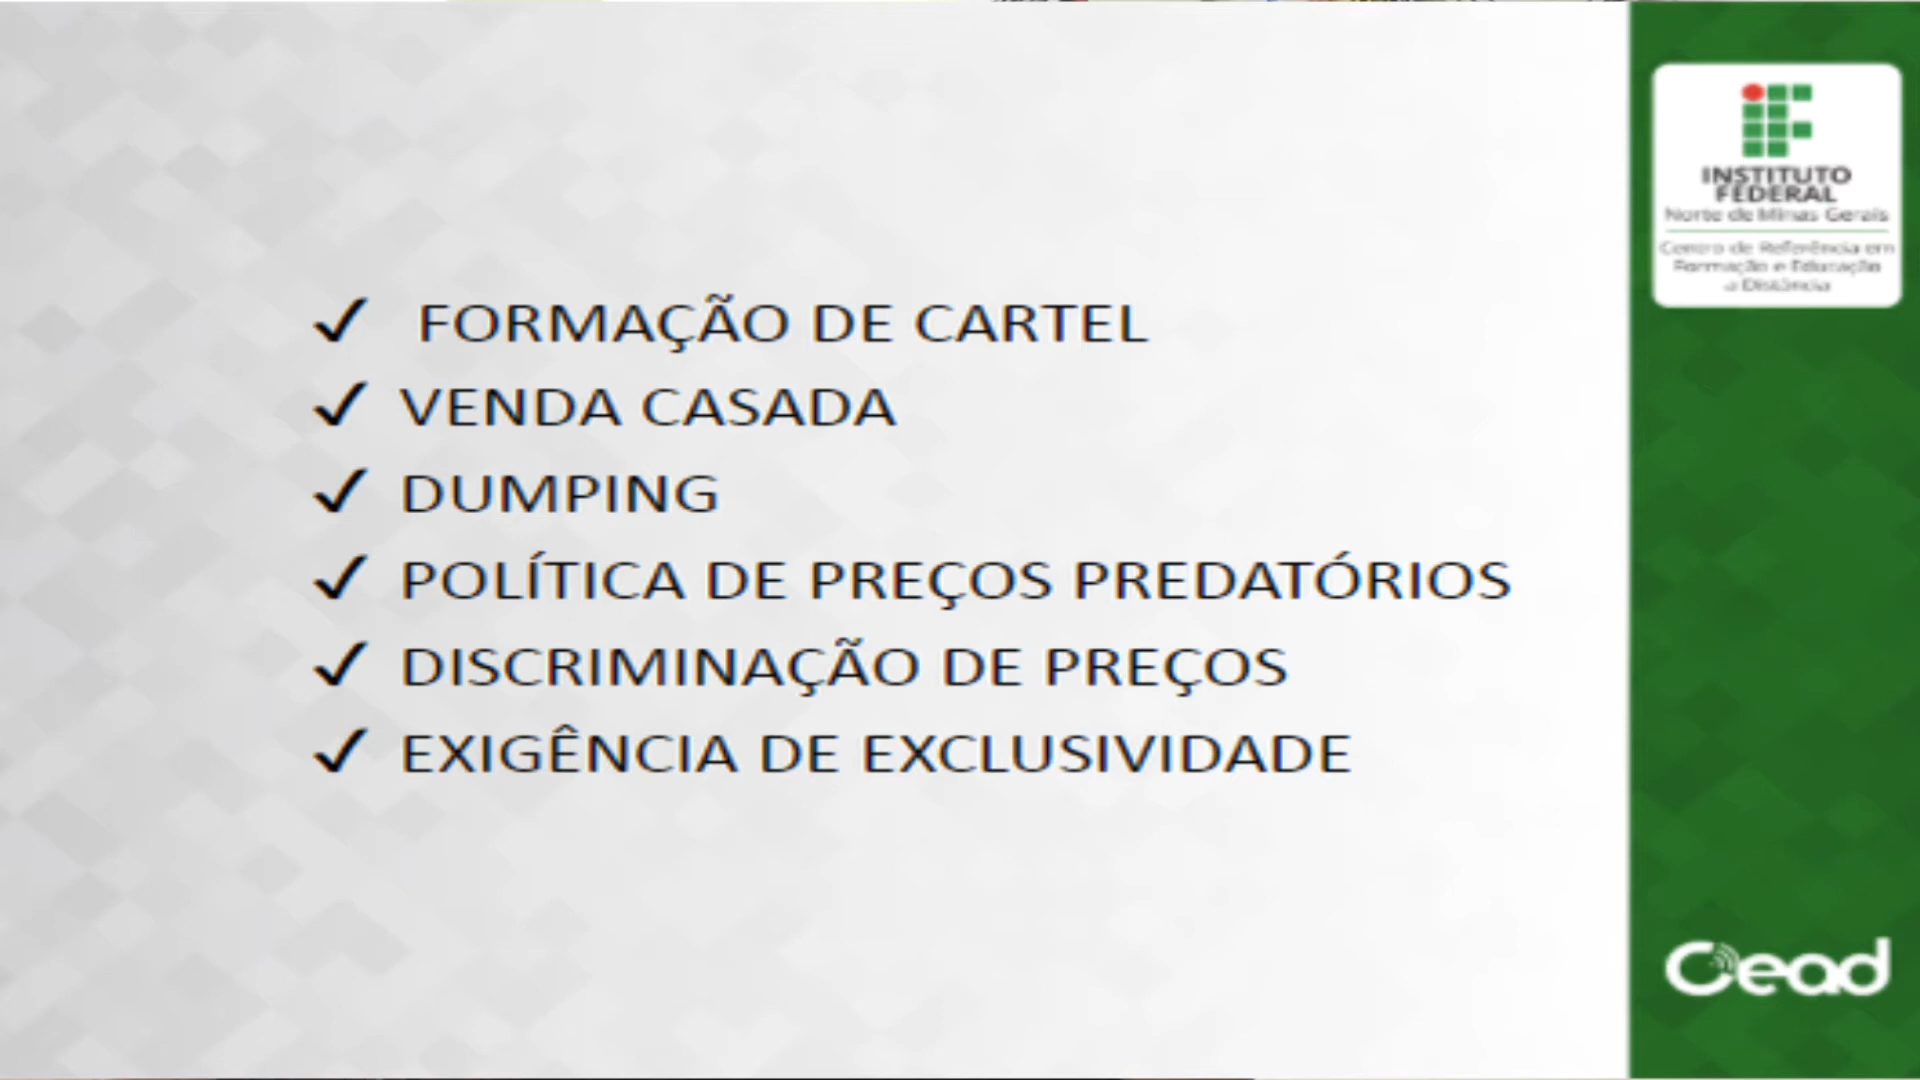 ✓ FORMAÇÃO DE CARTEL
✓ VENDA CASADA
✓ DUMPING
✓ POLÍTICA DE PREÇOS PREDATÓRIOS
✓ DISCRIMINAÇÃO DE PREÇOS
✓ EXIGÊNCIA DE EXCLUSIVIDADE
INSTITUTO
FEDERAL
Norte de Minas Gerais
Centro de Referência em
Formação e Educação
a Distância
Cead